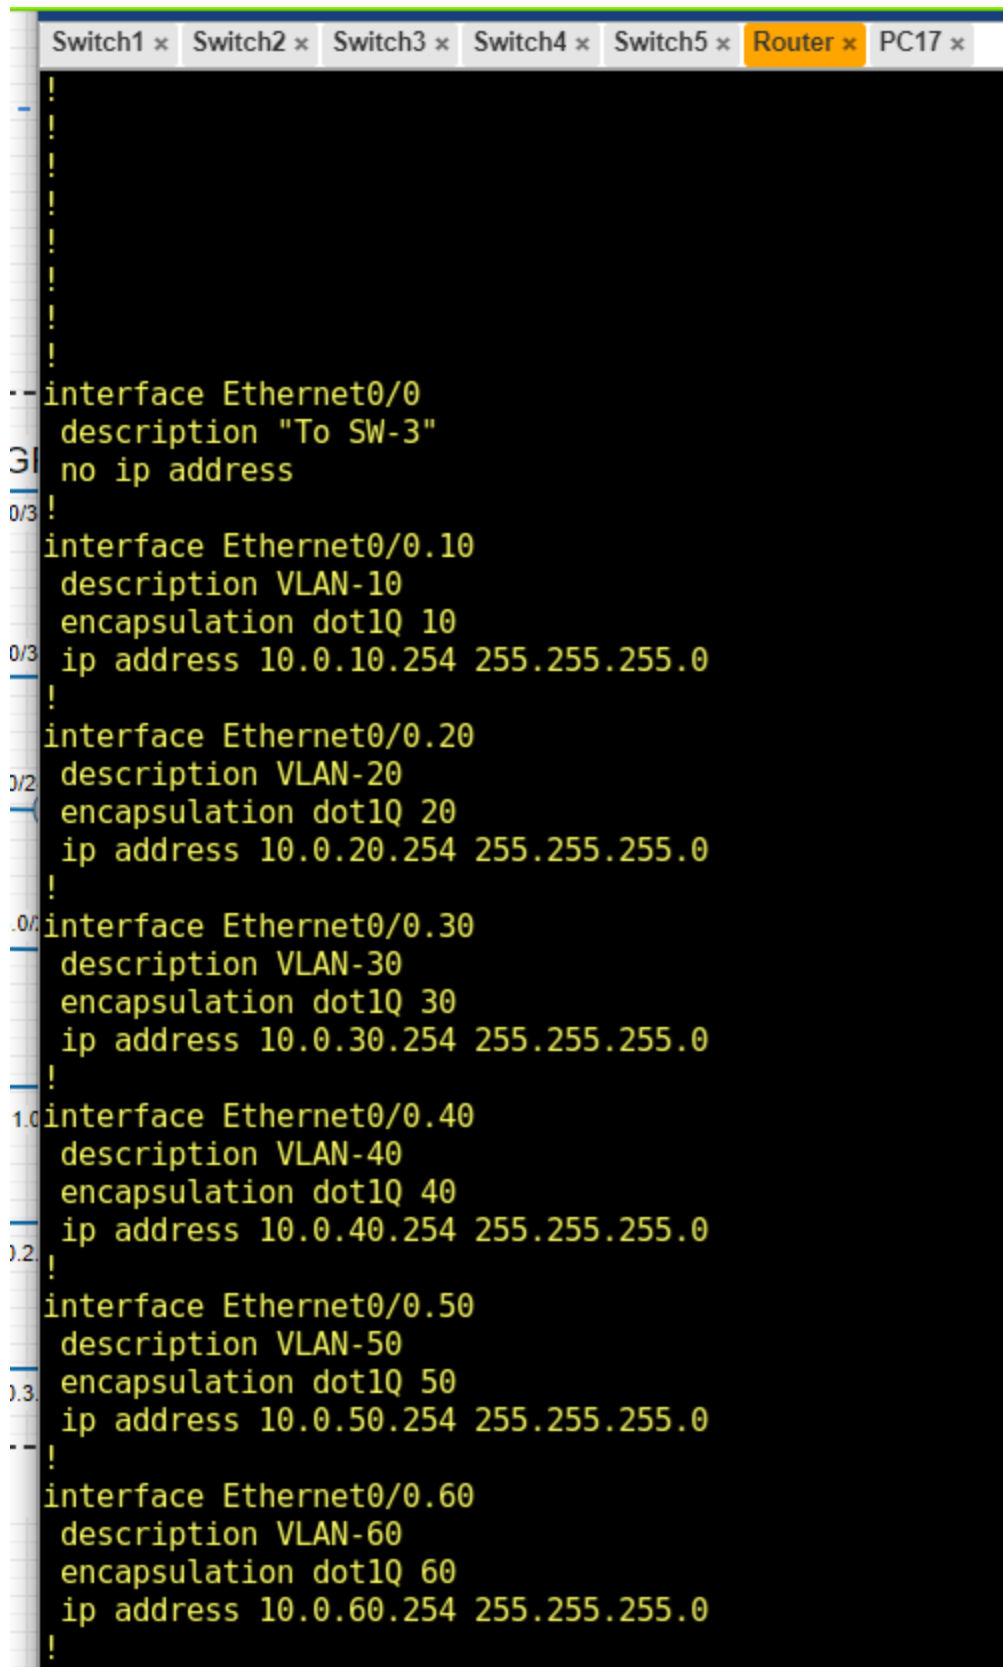 Switch1 × Switch2 × Switch3 × Switch4 × Switch5 × Router × PC17 ×
!
!
!
!
!
!
!
!
interface Ethernet0/0
description "To SW-3"
no ip address
!
interface Ethernet0/0.10
description VLAN-10
encapsulation dot1Q 10
ip address 10.0.10.254 255.255.255.0
!
interface Ethernet0/0.20
description VLAN-20
encapsulation dot1Q 20
ip address 10.0.20.254 255.255.255.0
!
interface Ethernet0/0.30
description VLAN-30
encapsulation dot1Q 30
ip address 10.0.30.254 255.255.255.0
!
interface Ethernet0/0.40
description VLAN-40
encapsulation dot1Q 40
ip address 10.0.40.254 255.255.255.0
!
interface Ethernet0/0.50
description VLAN-50
encapsulation dot1Q 50
ip address 10.0.50.254 255.255.255.0
!
interface Ethernet0/0.60
description VLAN-60
encapsulation dot1Q 60
ip address 10.0.60.254 255.255.255.0
!